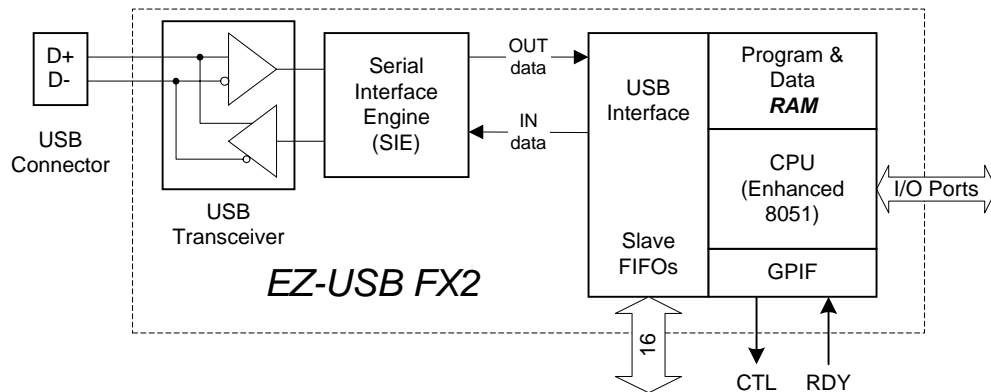 D+
D-
USB
Connector
USB
Transceiver
Serial
Interface
Engine
(SIE)
OUT
data
IN
data
USB
Interface
Slave
FIFOs
Program &
Data
RAM
CPU
(Enhanced
8051)
GPIF
I/O Ports
EZ-USB FX2
16
CTL
RDY